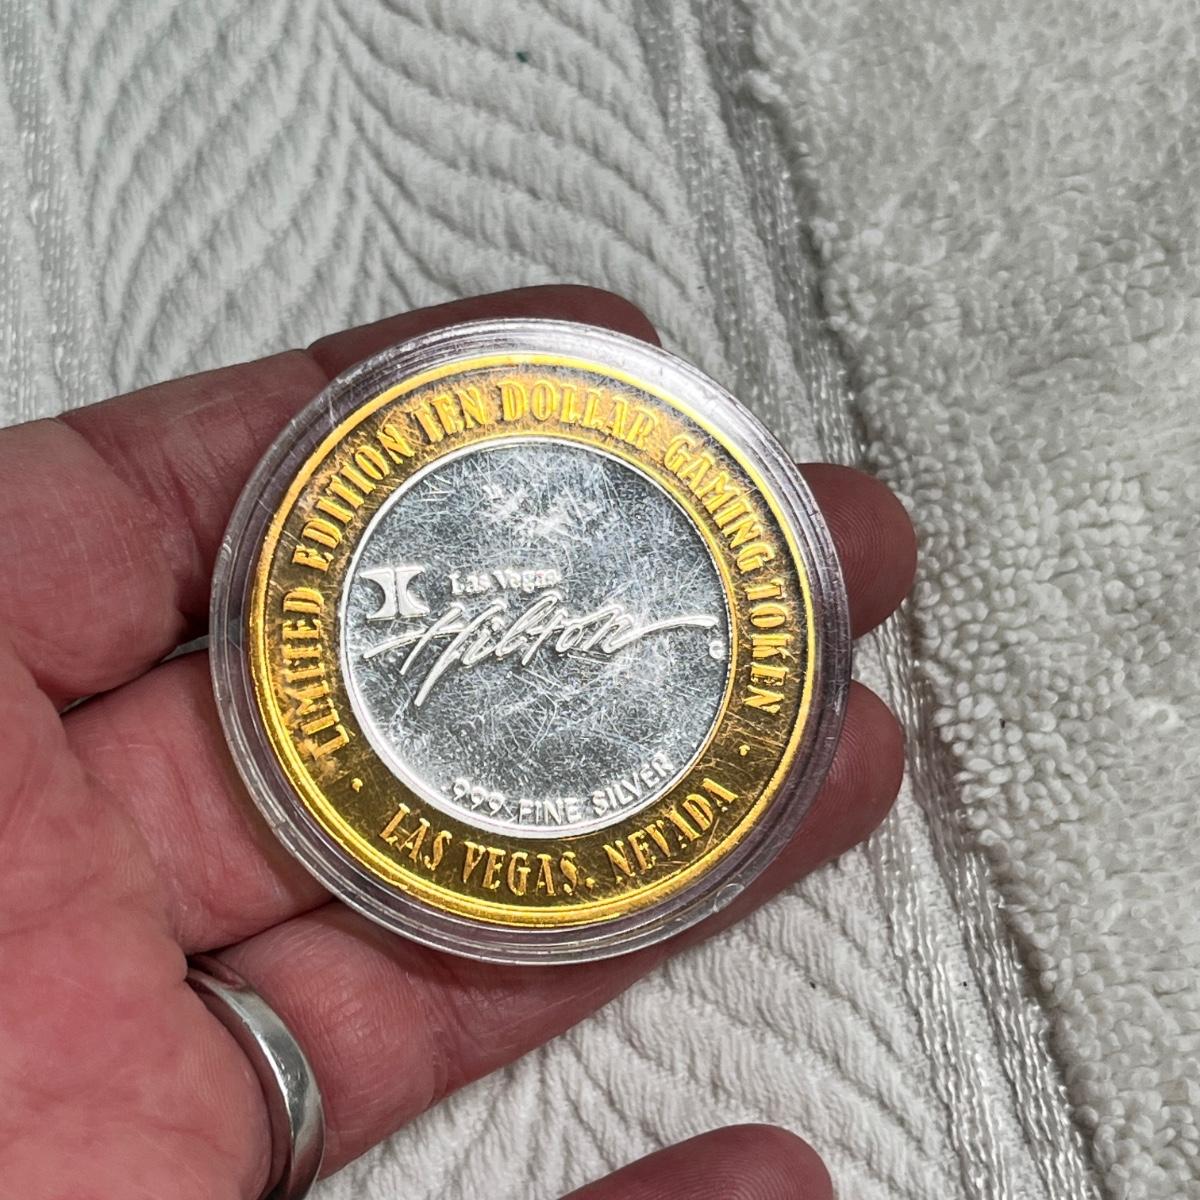 LIMITED EDITION TEN DOLLAR GAMING TOKEN
Las Vegas
Hilton
.999 FINE SILVER
• LAS VEGAS, NEVADA •